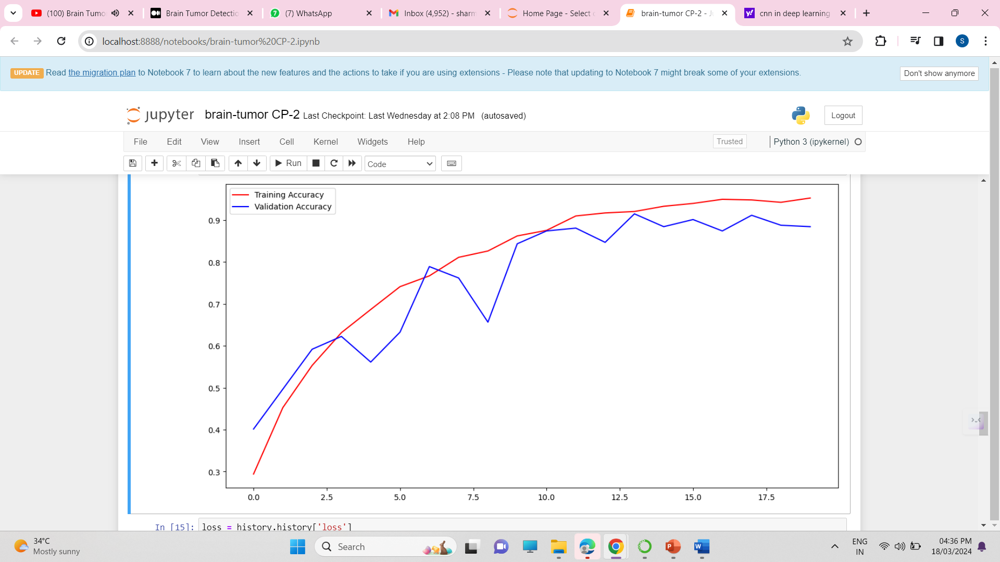 (100) Brain Tumo
Brain Tumor Detectio
(7) WhatsApp
Inbox (4,952) - sharm
Home Page - Select
brain-tumor CP-2 - J
cnn in deep learning
localhost:8888/notebooks/brain-tumor%20CP-2.ipynb
S
UPDATE Read the migration plan to Notebook 7 to learn about the new features and the actions to take if you are using extensions - Please note that updating to Notebook 7 might break some of your extensions.
Don't show anymore
jupyter brain-tumor CP-2 Last Checkpoint: Last Wednesday at 2:08 PM (autosaved)
Logout
File Edit View Insert Cell Kernel Widgets Help
Trusted
Python 3 (ipykernel)
Run
Code
Training Accuracy
Validation Accuracy
0.9
0.8
0.7
0.6
0.5
0.4
0.3
0.0 2.5 5.0 7.5 10.0 12.5 15.0 17.5
In [15]: loss = history.history['loss']
34°C
Mostly sunny
Search
ENG
IN
04:36 PM
18/03/2024